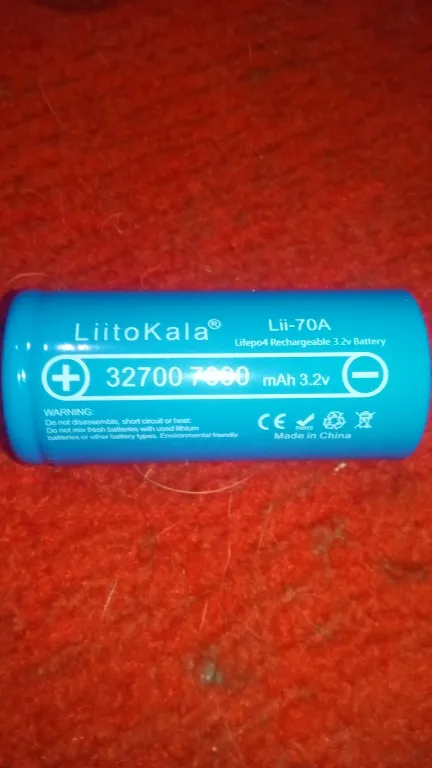 LiitoKala® Lii-70A
Lifepo4 Rechargeable 3.2v Battery
+ 32700 7000 mAh 3.2v −
WARNING:
Do not disassemble, short circuit or heat.
Do not mix fresh batteries with used lithium
batteries or other battery types. Environmental friendly.
CE RoHS
Made in China